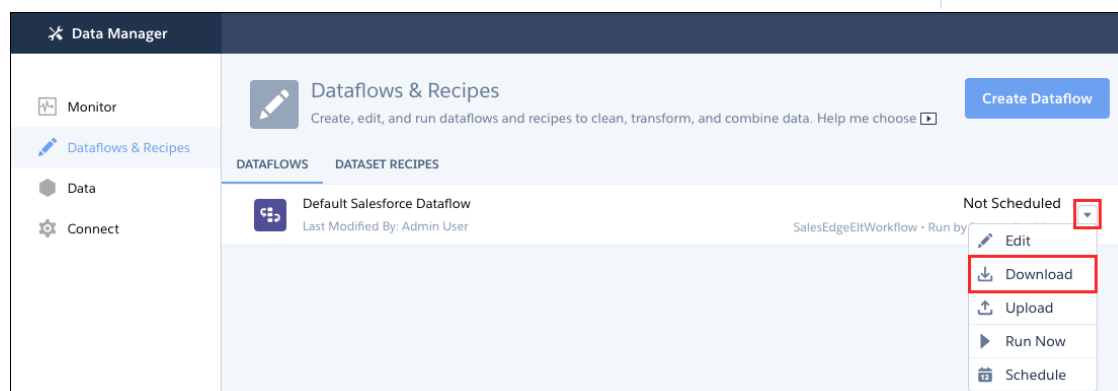 Data Manager
Monitor
Dataflows & Recipes
Data
Connect
Dataflows & Recipes
Create, edit, and run dataflows and recipes to clean, transform, and combine data. Help me choose
Create Dataflow
DATAFLOWS DATASET RECIPES
Default Salesforce Dataflow
Last Modified By: Admin User
Not Scheduled
SalesEdgeEltWorkflow • Run by
Edit
Download
Upload
Run Now
Schedule